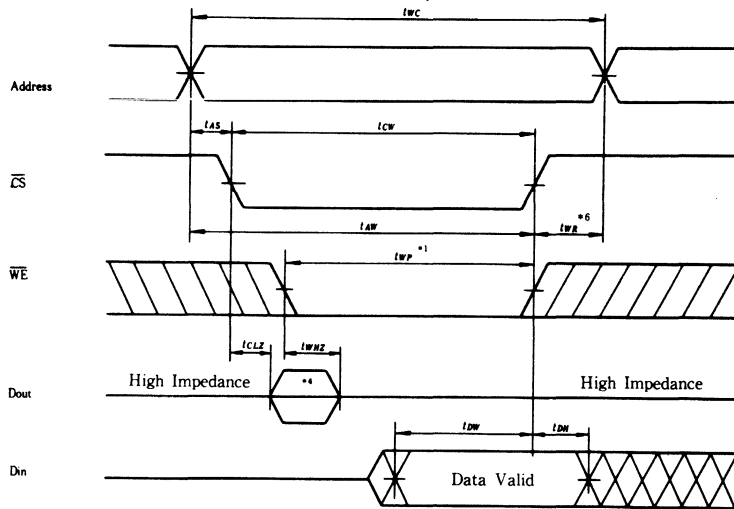 tWC
Address
tAS
tCW
CS
tAW
tWR *6
tWP *1
WE
tCLZ
tWHZ
High Impedance
*4
High Impedance
Dout
tDW
tDH
Din
Data Valid